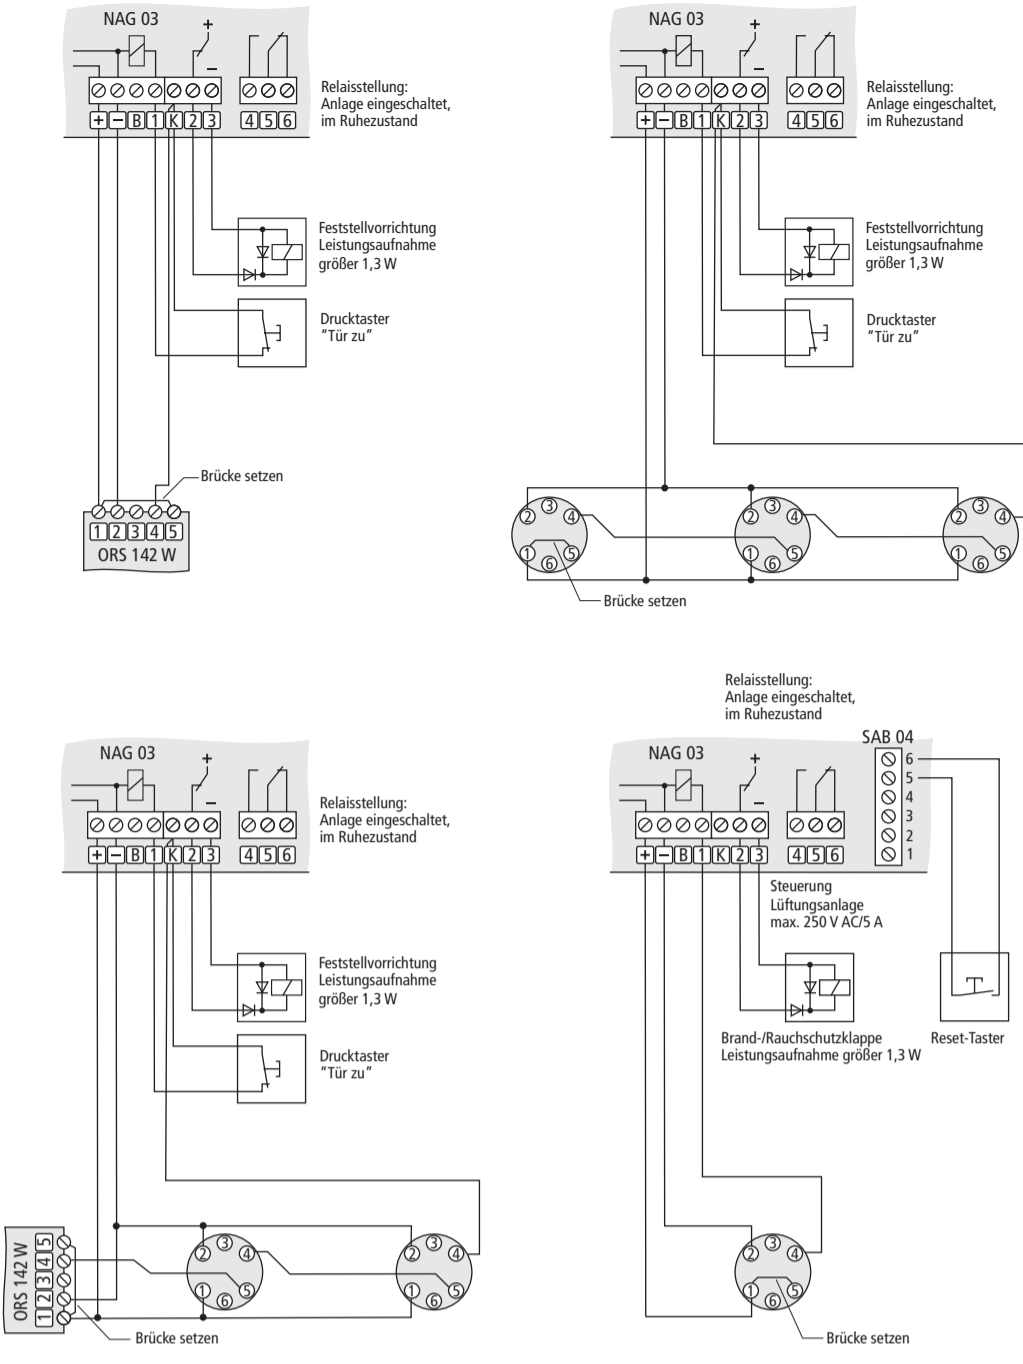 NAG 03
+
−
+ − B 1 K 2 3 4 5 6
Relaisstellung:
Anlage eingeschaltet,
im Ruhezustand
Feststellvorrichtung
Leistungsaufnahme
größer 1,3 W
Drucktaster
"Tür zu"
Brücke setzen
1 2 3 4 5
ORS 142 W
NAG 03
+
−
+ − B 1 K 2 3 4 5 6
Relaisstellung:
Anlage eingeschaltet,
im Ruhezustand
Feststellvorrichtung
Leistungsaufnahme
größer 1,3 W
Drucktaster
"Tür zu"
2 3 4
1 6 5
2 3 4
1 6 5
2 3 4
1 6 5
Brücke setzen
NAG 03
+
−
+ − B 1 K 2 3 4 5 6
Relaisstellung:
Anlage eingeschaltet,
im Ruhezustand
Feststellvorrichtung
Leistungsaufnahme
größer 1,3 W
Drucktaster
"Tür zu"
ORS 142 W
1 2 3 4 5
2 3 4
1 6 5
2 3 4
1 6 5
Brücke setzen
Relaisstellung:
Anlage eingeschaltet,
im Ruhezustand
SAB 04
6
5
4
3
2
1
NAG 03
+
−
+ − B 1 K 2 3 4 5 6
Steuerung
Lüftungsanlage
max. 250 V AC/5 A
Brand-/Rauchschutzklappe
Leistungsaufnahme größer 1,3 W
Reset-Taster
2 3 4
1 6 5
Brücke setzen